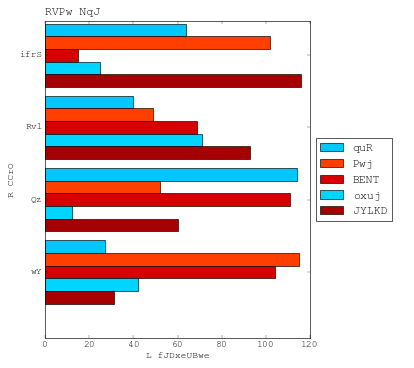 RVPw NqJ
ifrS
Rvl
Qz
wY
R CCrO
0 20 40 60 80 100 120
L fJDxeUBwe
quR
Pwj
BENT
oxuj
JYLKD